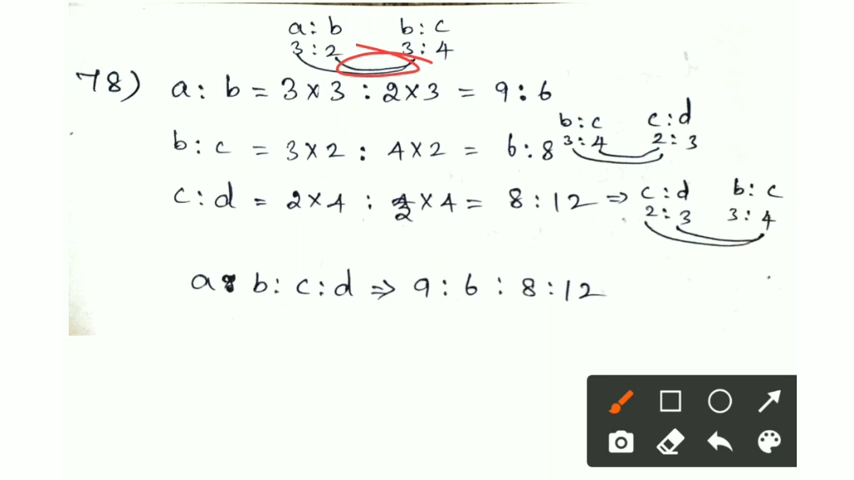 a : b b : c
3 : 2 3 : 4
78) a : b = 3 × 3 : 2 × 3 = 9 : 6
b : c c : d
3 : 4 2 : 3
b : c = 3 × 2 : 4 × 2 = 6 : 8
c : d = 2 × 4 : × 4 = 8 : 12 ⇒ c : d b : c
2 : 3 3 : 4
a : b : c : d ⇒ 9 : 6 : 8 : 12